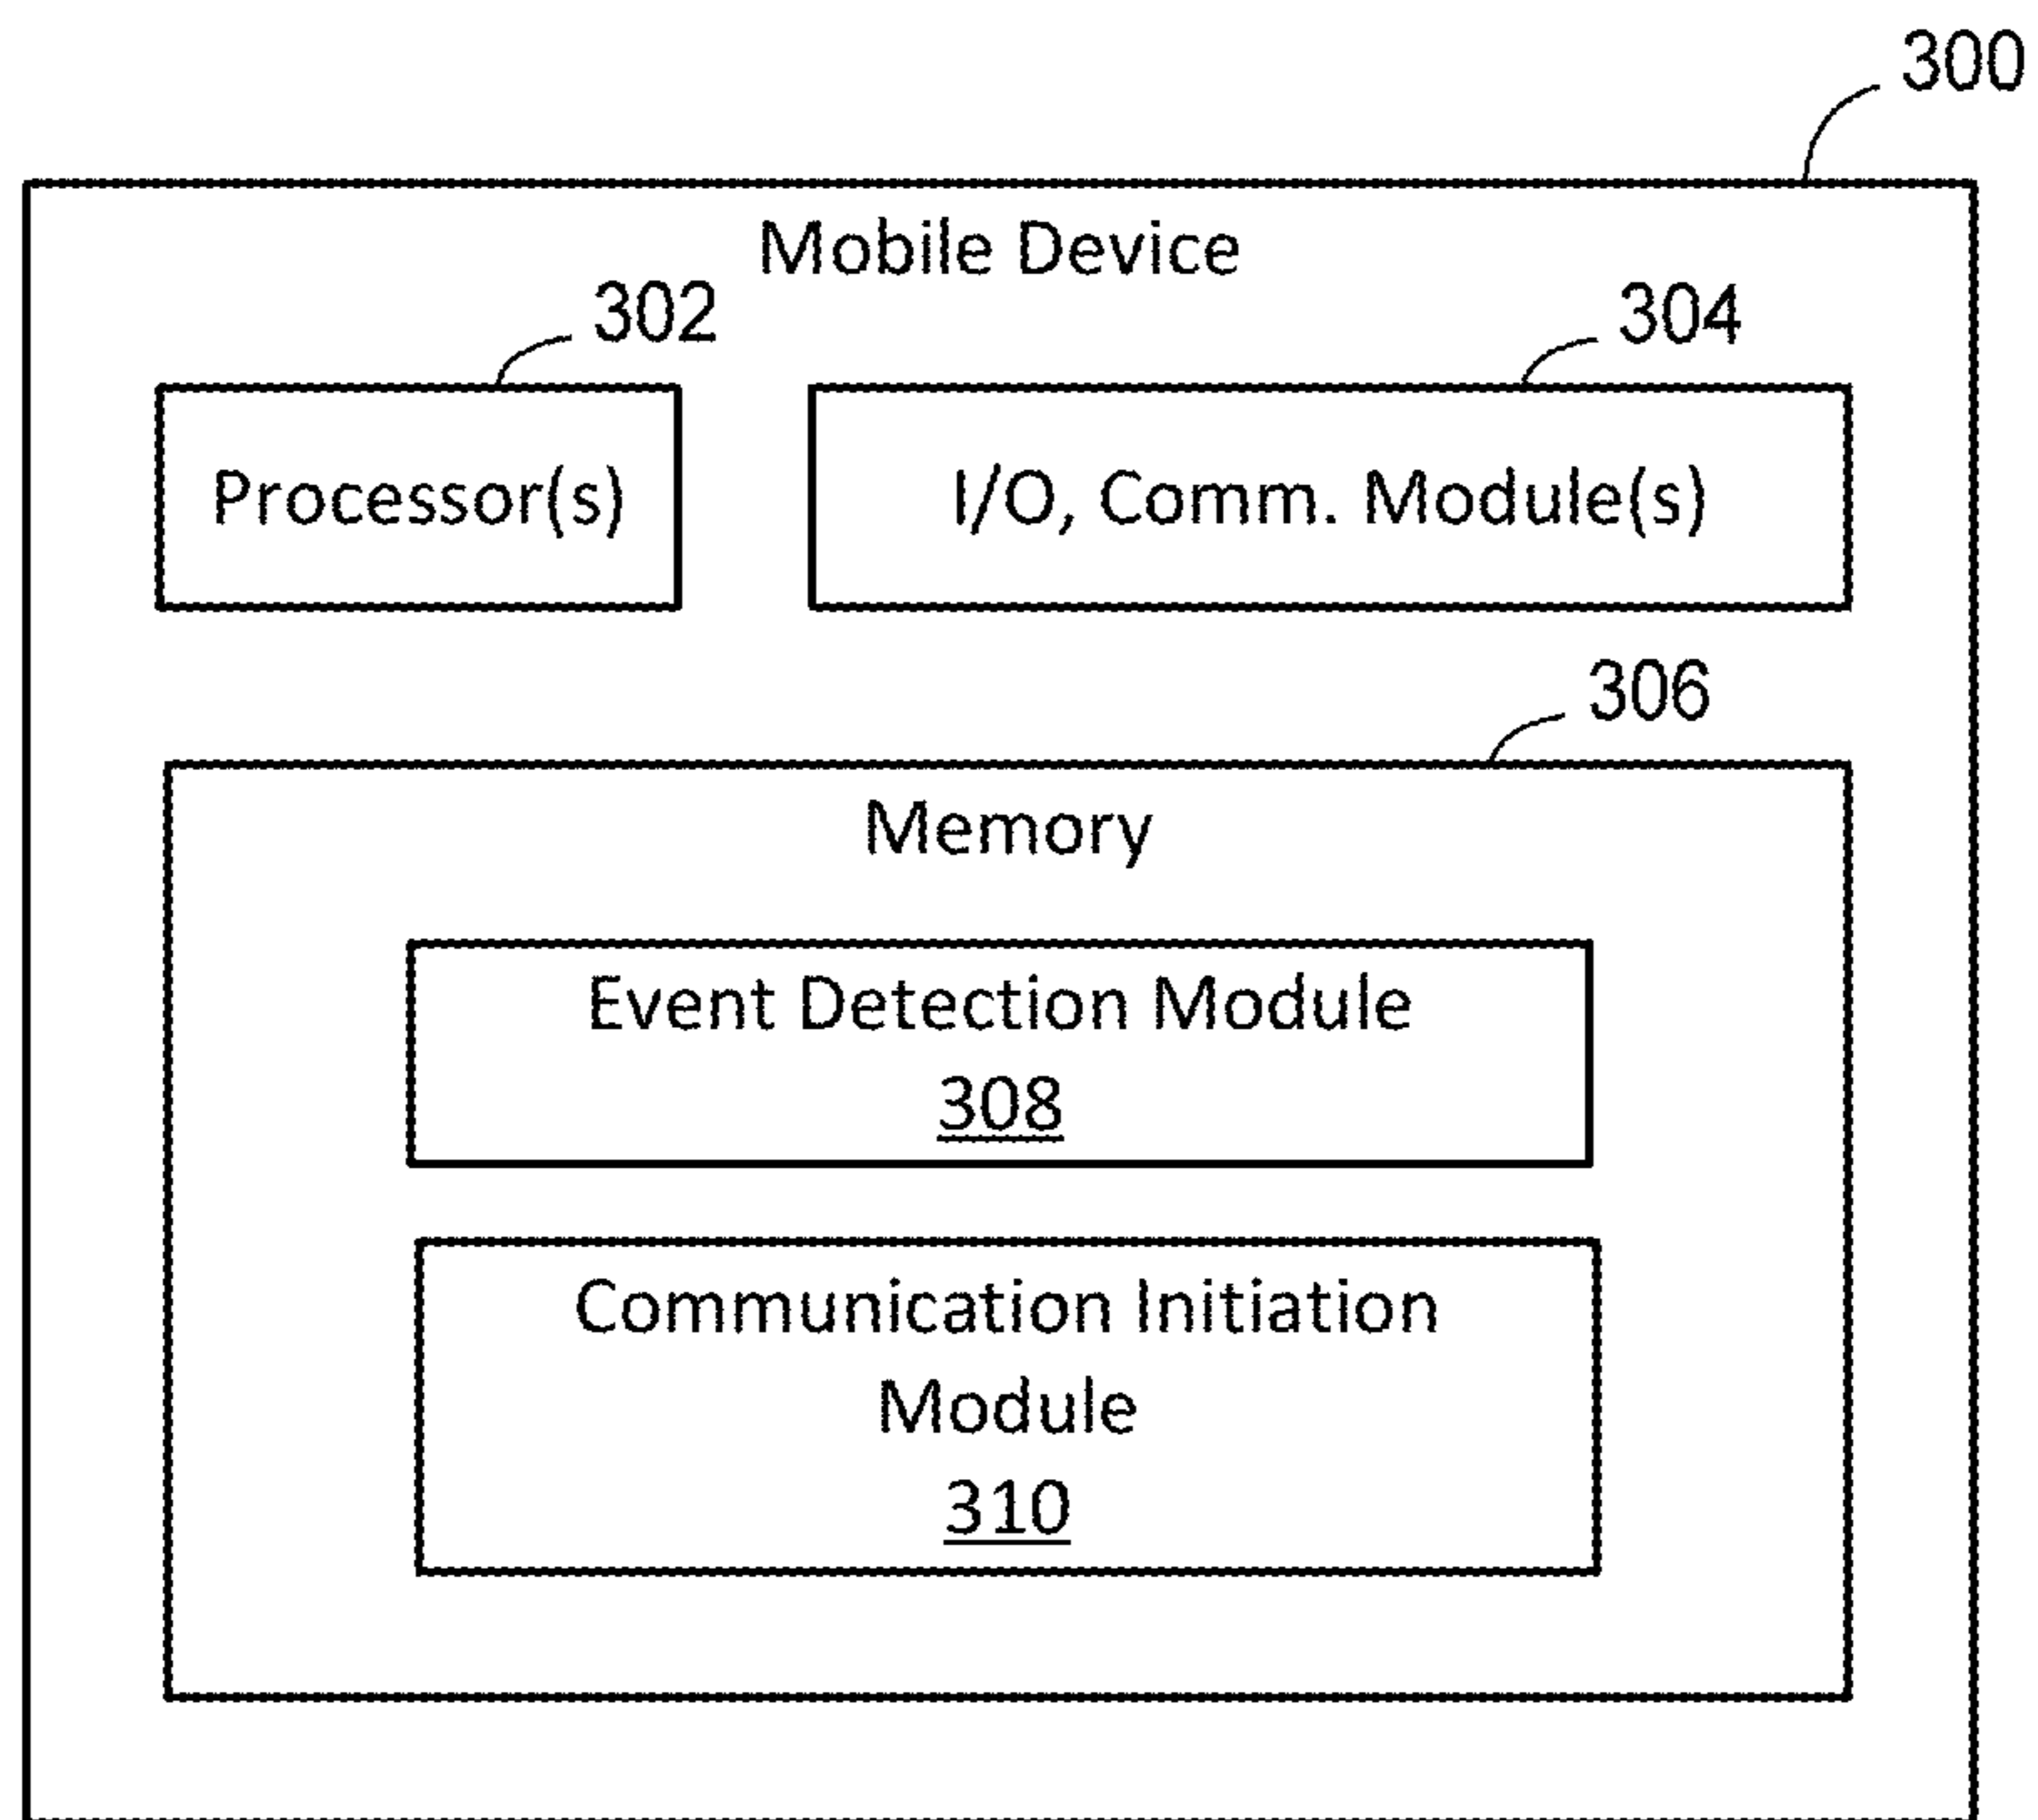 300
Mobile Device
302
304
Processor(s)
I/O, Comm. Module(s)
306
Memory
Event Detection Module
308
Communication Initiation
Module
310